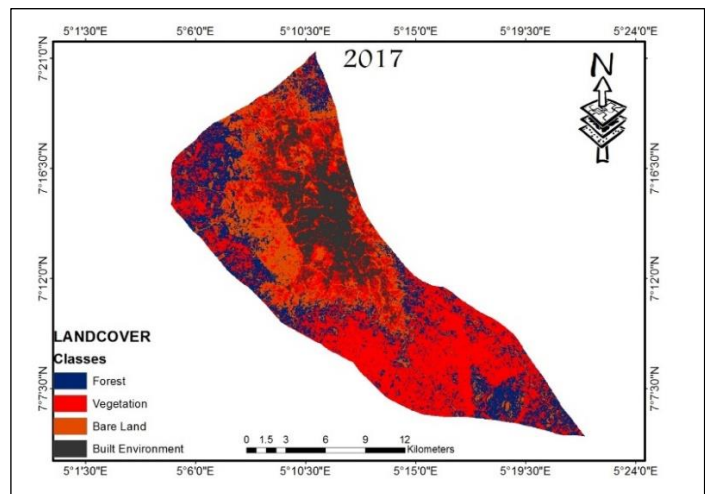 5°1'30"E 5°6'0"E 5°10'30"E 5°15'0"E 5°19'30"E 5°24'0"E
2017
N
7°21'0"N 7°21'0"N
7°16'30"N 7°16'30"N
7°12'0"N 7°12'0"N
7°7'30"N 7°7'30"N
LANDCOVER
Classes
Forest
Vegetation
Bare Land
Built Environment
0 1.5 3 6 9 12
Kilometers
5°1'30"E 5°6'0"E 5°10'30"E 5°15'0"E 5°19'30"E 5°24'0"E